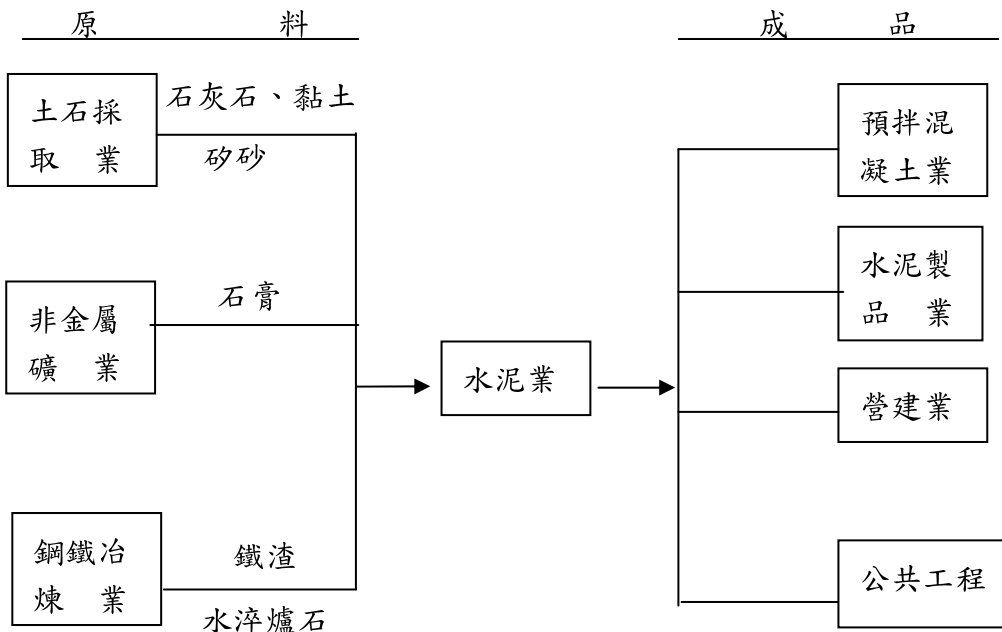 原 料
成 品
土石採
取 業
石灰石、黏土
矽砂
非金屬
礦 業
石膏
鋼鐵冶
煉 業
鐵渣
水淬爐石
水泥業
預拌混
凝土業
水泥製
品 業
營建業
公共工程